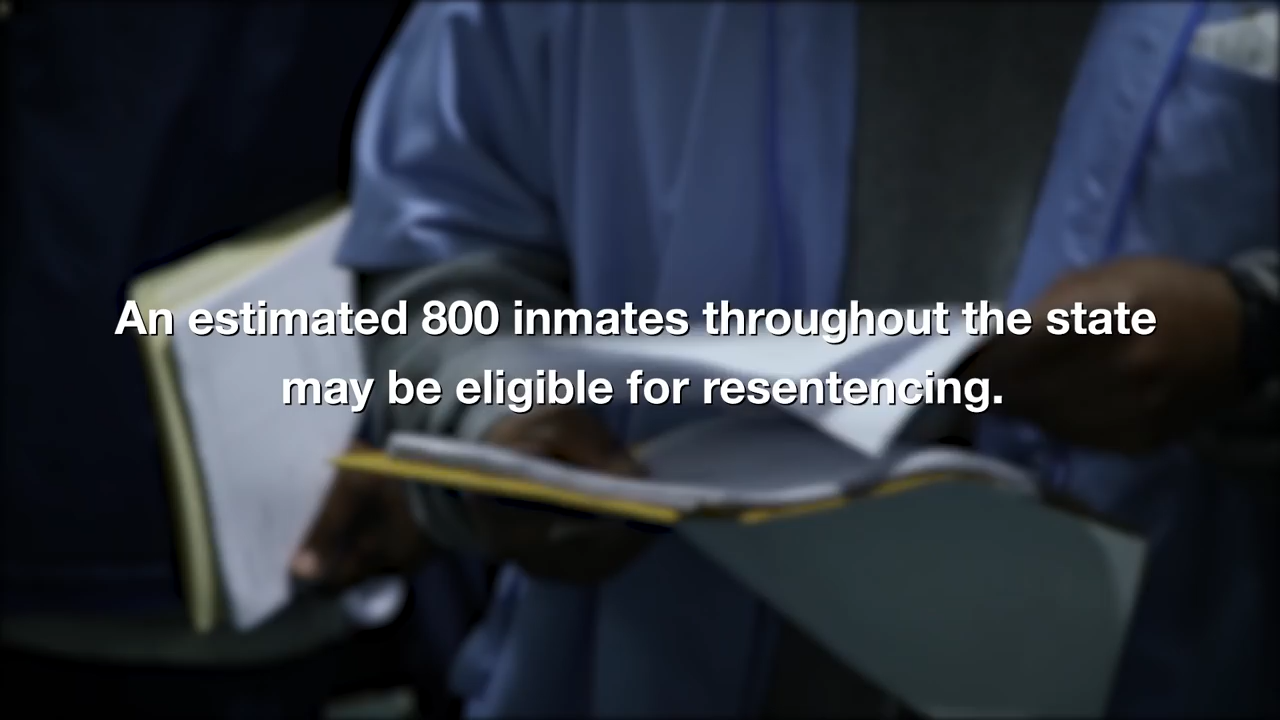 An estimated 800 inmates throughout the state
may be eligible for resentencing.